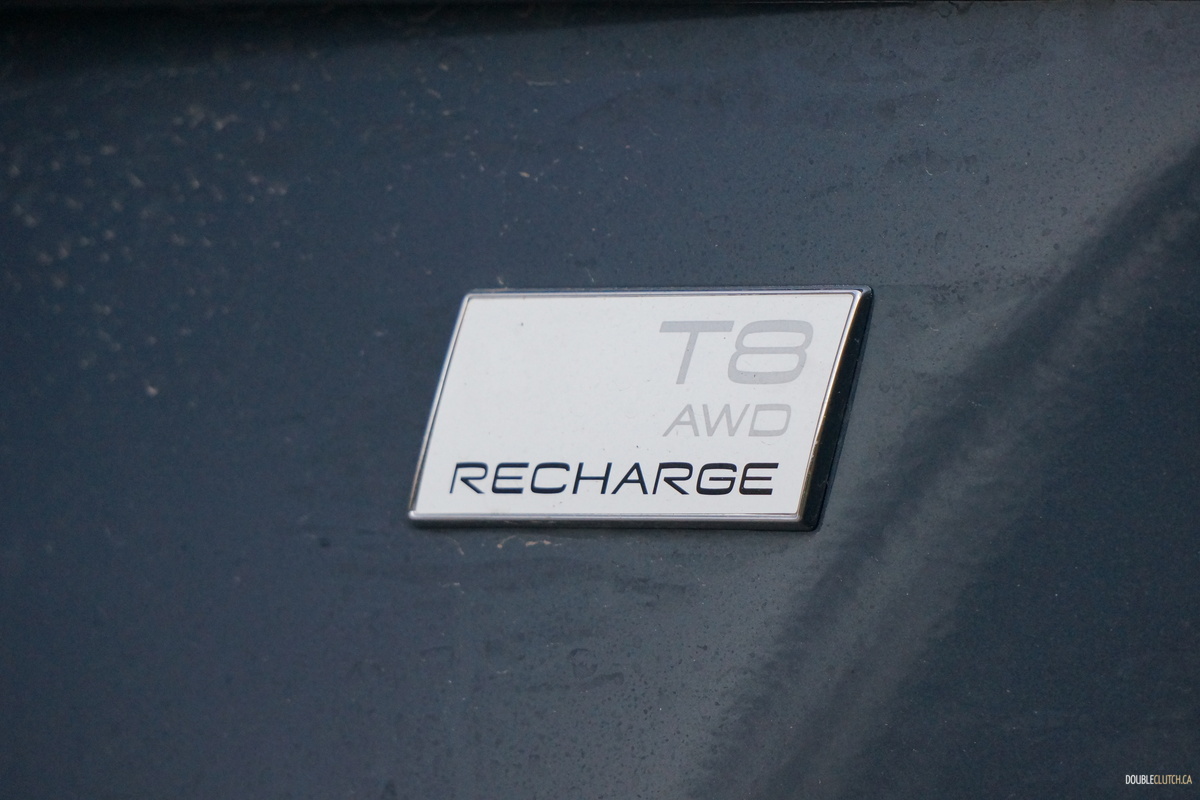 T8
AWD
RECHARGE
DOUBLECLUTCH.CA